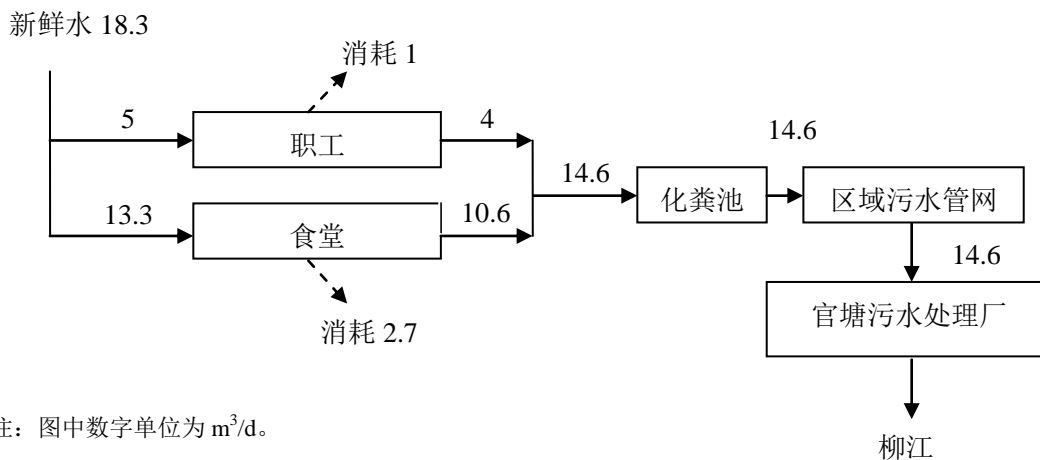 新鲜水 18.3
消耗 1
5
职工
4
14.6
14.6
化粪池
区域污水管网
13.3
食堂
10.6
14.6
消耗 2.7
官塘污水处理厂
注：图中数字单位为 m³/d。
柳江